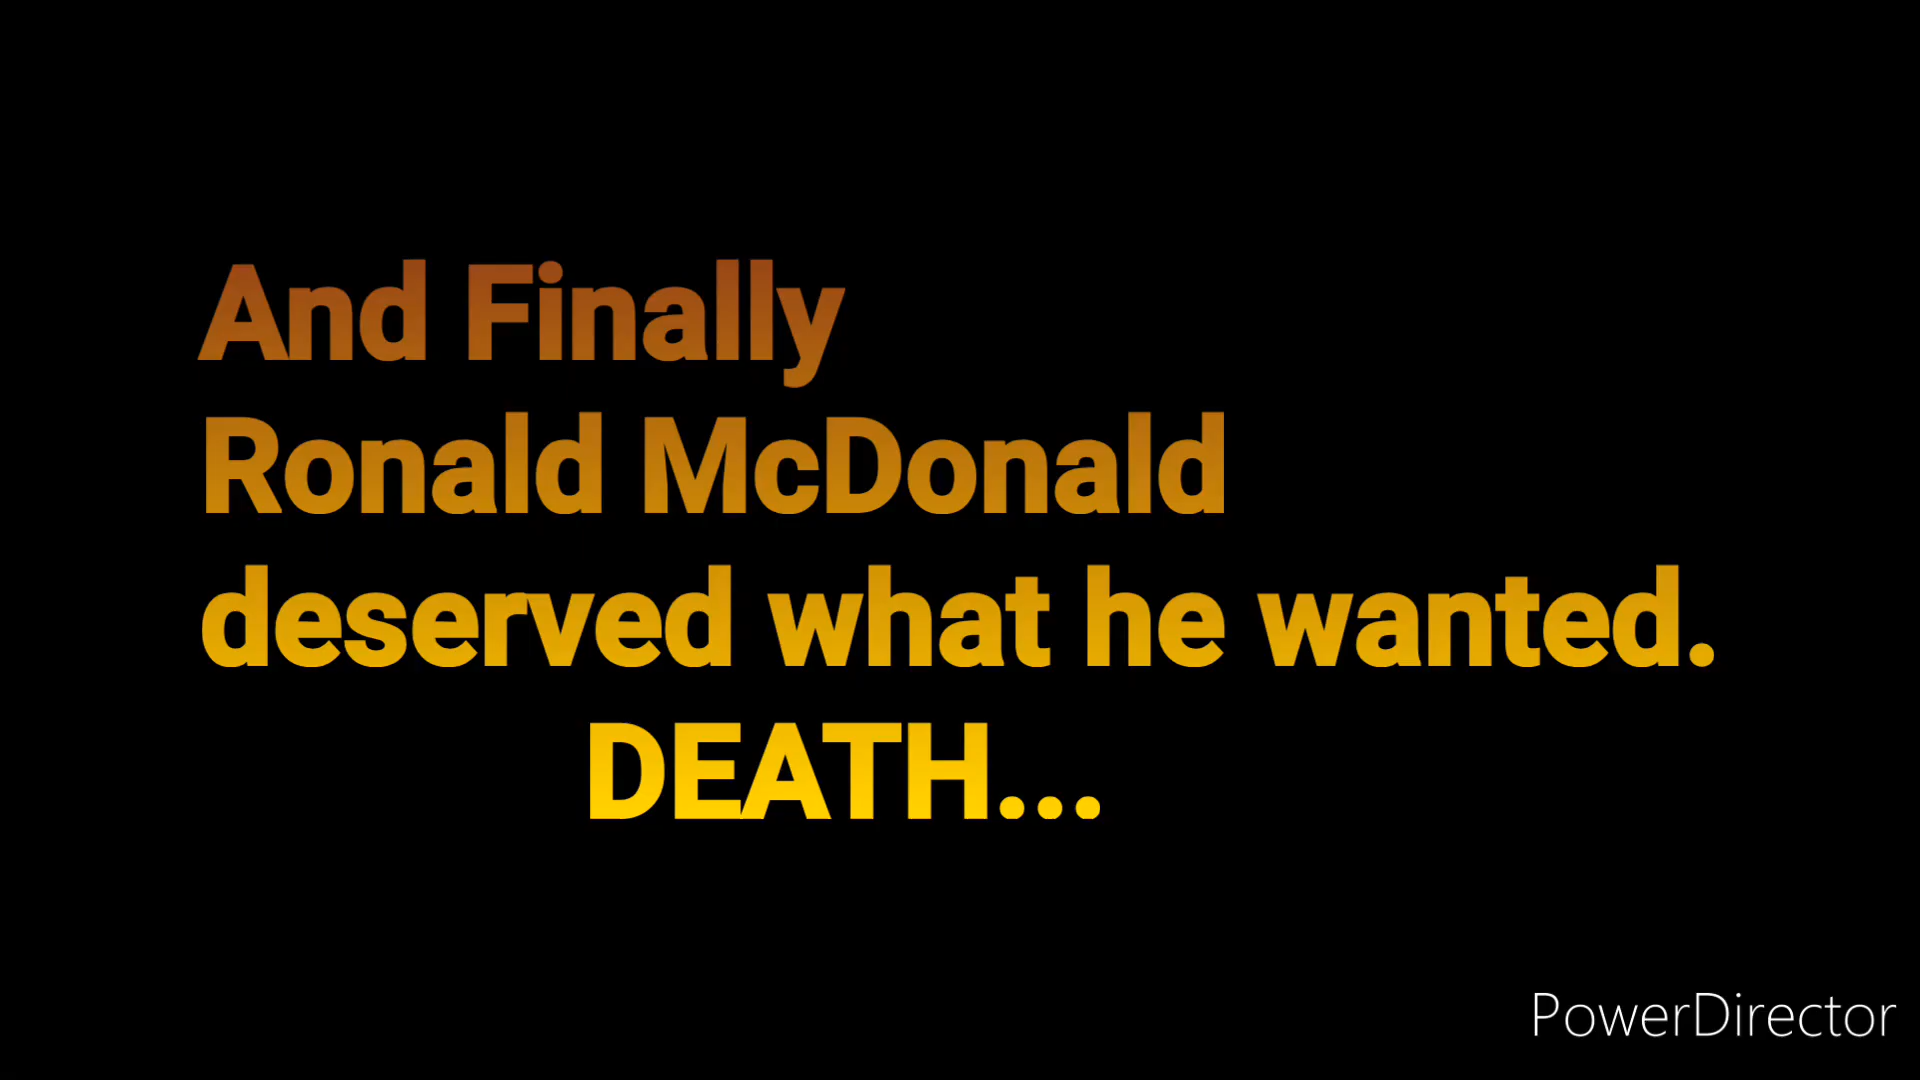 And Finally
Ronald McDonald
deserved what he wanted.
DEATH...
PowerDirector